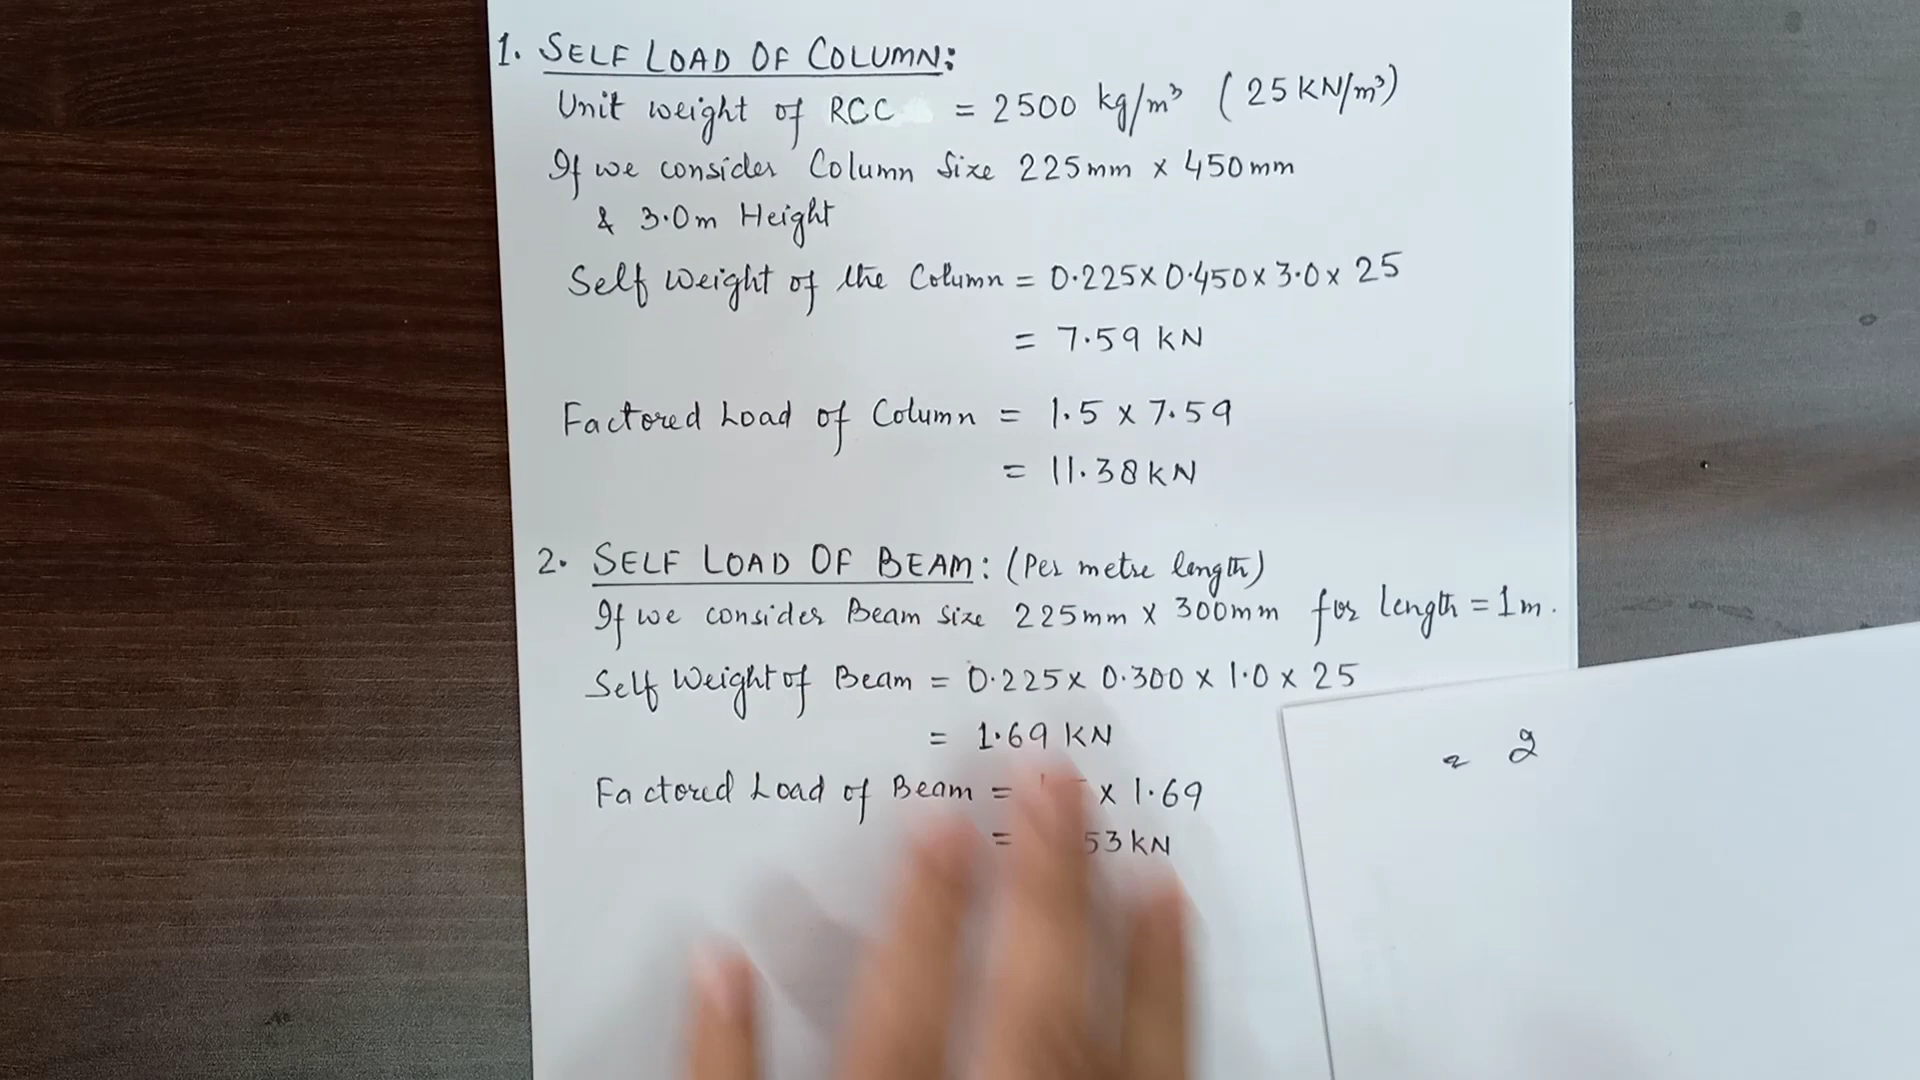 1. SELF LOAD OF COLUMN:
Unit weight of RCC = 2500 kg/m³ (25 KN/m³)
If we consider Column Size 225mm x 450mm
& 3.0m Height
Self Weight of the Column = 0.225 x 0.450 x 3.0 x 25
= 7.59 KN
Factored Load of Column = 1.5 x 7.59
= 11.38 KN
2. SELF LOAD OF BEAM: (Per metre length)
If we consider Beam size 225mm x 300mm for length = 1m.
Self Weight of Beam = 0.225 x 0.300 x 1.0 x 25
= 1.69 KN
Factored Load of Beam = x 1.69
= 53 KN